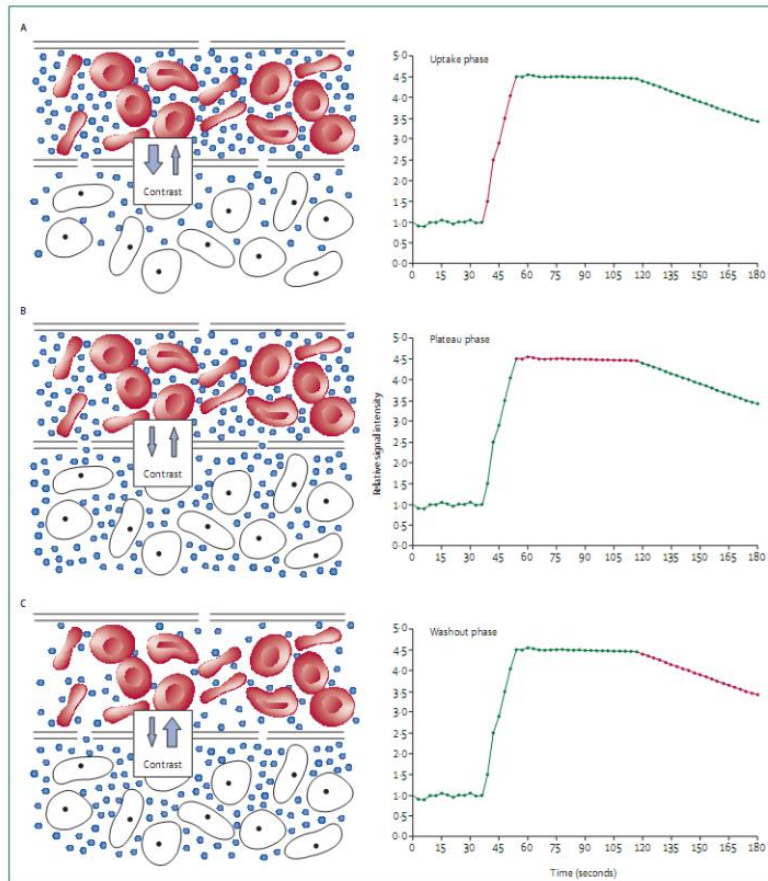 A
Uptake phase
5·0
4·5
4·0
3·5
3·0
2·5
2·0
1·5
1·0
0·5
0·0
0 15 30 45 60 75 90 105 120 135 150 165 180
Contrast
B
Plateau phase
5·0
4·5
4·0
3·5
3·0
2·5
2·0
1·5
1·0
0·5
0·0
0 15 30 45 60 75 90 105 120 135 150 165 180
Relative signal intensity
Contrast
C
Washout phase
5·0
4·5
4·0
3·5
3·0
2·5
2·0
1·5
1·0
0·5
0·0
0 15 30 45 60 75 90 105 120 135 150 165 180
Time (seconds)
Contrast